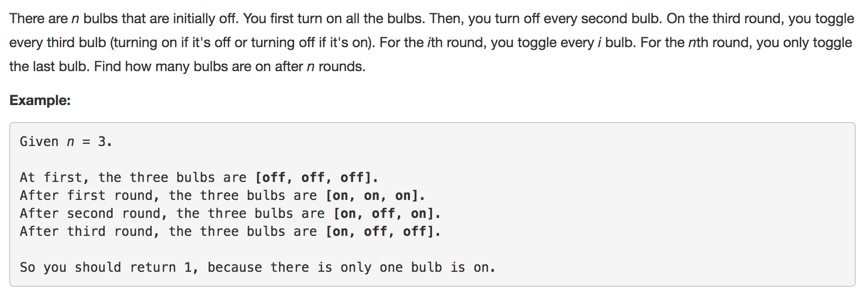 There are n bulbs that are initially off. You first turn on all the bulbs. Then, you turn off every second bulb. On the third round, you toggle
every third bulb (turning on if it's off or turning off if it's on). For the ith round, you toggle every i bulb. For the nth round, you only toggle
the last bulb. Find how many bulbs are on after n rounds.
Example:
Given n = 3.
At first, the three bulbs are [off, off, off].
After first round, the three bulbs are [on, on, on].
After second round, the three bulbs are [on, off, on].
After third round, the three bulbs are [on, off, off].
So you should return 1, because there is only one bulb is on.